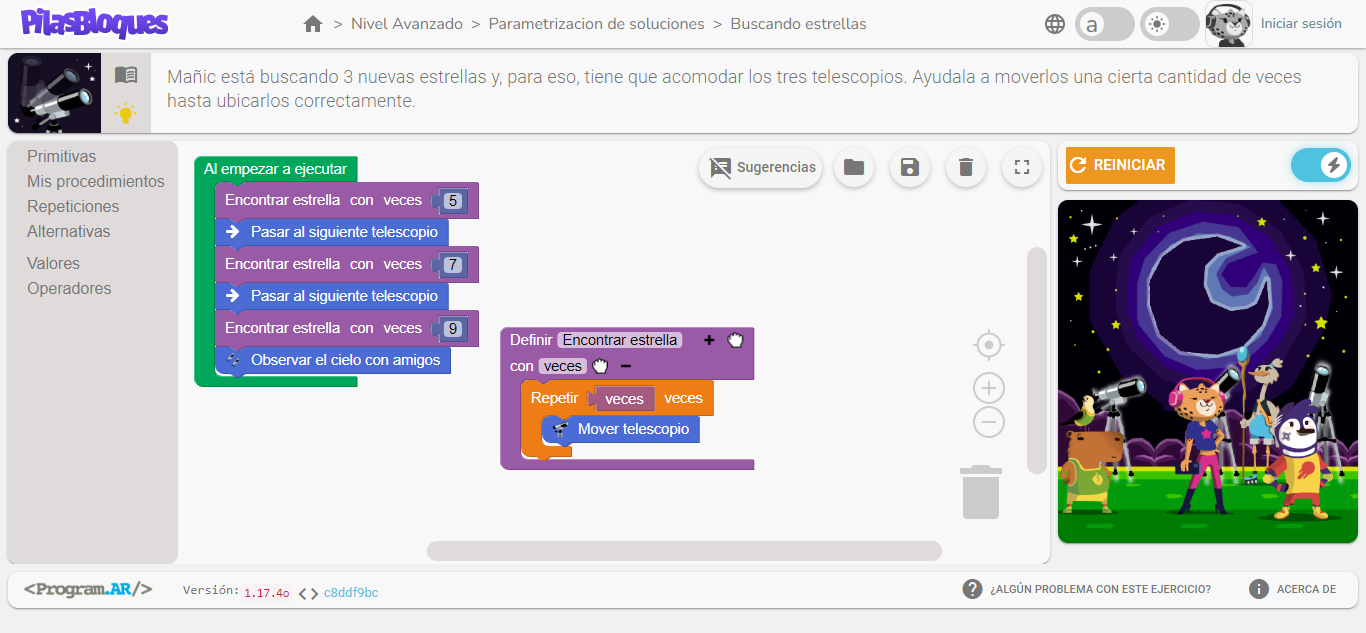 PilasBloques
> Nivel Avanzado > Parametrizacion de soluciones > Buscando estrellas
a
Iniciar sesión
Mañic está buscando 3 nuevas estrellas y, para eso, tiene que acomodar los tres telescopios. Ayudala a moverlos una cierta cantidad de veces
hasta ubicarlos correctamente.
Primitivas
Mis procedimientos
Repeticiones
Alternativas
Valores
Operadores
Al empezar a ejecutar
Encontrar estrella con veces 5
Pasar al siguiente telescopio
Encontrar estrella con veces 7
Pasar al siguiente telescopio
Encontrar estrella con veces 9
Observar el cielo con amigos
Definir Encontrar estrella +
con veces −
Repetir veces veces
Mover telescopio
Sugerencias
REINICIAR
<Program.AR/>
Versión: 1.17.4o <> c8ddf9bc
¿ALGÚN PROBLEMA CON ESTE EJERCICIO?
ACERCA DE